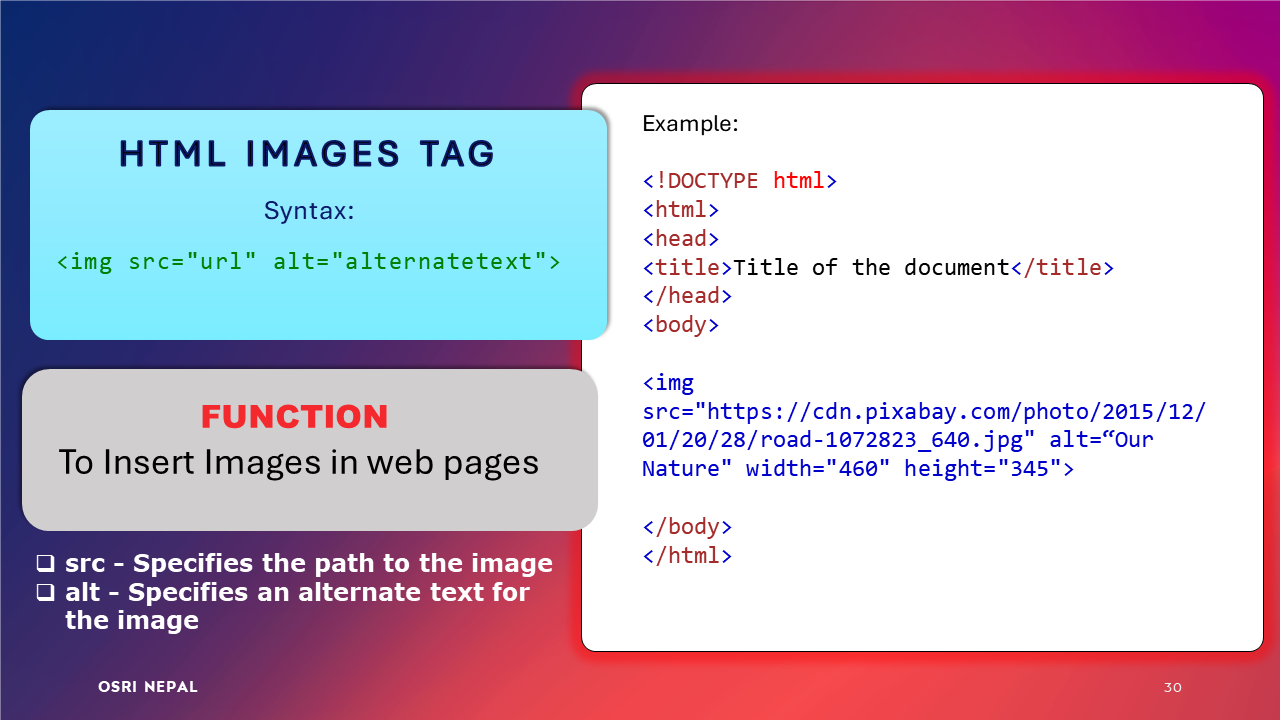 HTML IMAGES TAG
Syntax:
<img src="url" alt="alternatetext">
FUNCTION
To Insert Images in web pages
❑ src – Specifies the path to the image
❑ alt – Specifies an alternate text for
the image
Example:
<!DOCTYPE html>
<html>
<head>
<title>Title of the document</title>
</head>
<body>
<img
src="https://cdn.pixabay.com/photo/2015/12/
01/20/28/road-1072823_640.jpg" alt=“Our
Nature" width="460" height="345">
</body>
</html>
OSRI NEPAL
30